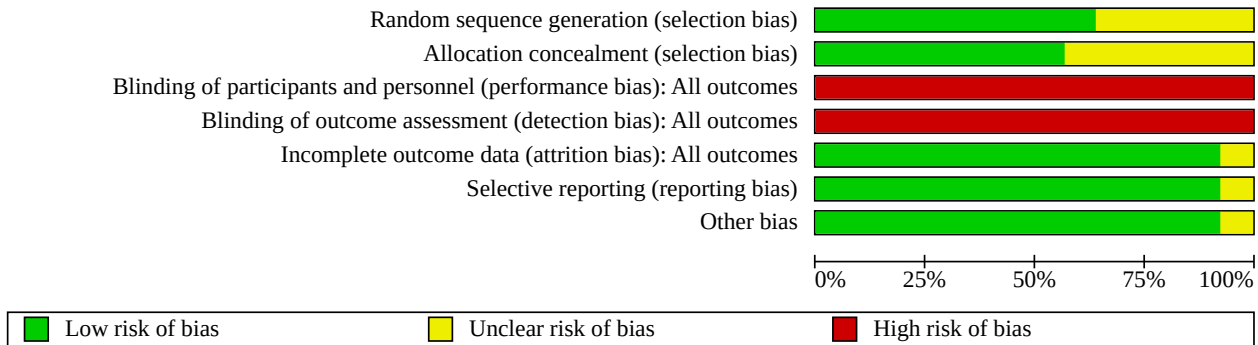 Random sequence generation (selection bias)
Allocation concealment (selection bias)
Blinding of participants and personnel (performance bias): All outcomes
Blinding of outcome assessment (detection bias): All outcomes
Incomplete outcome data (attrition bias): All outcomes
Selective reporting (reporting bias)
Other bias
0% 25% 50% 75% 100%
Low risk of bias Unclear risk of bias High risk of bias